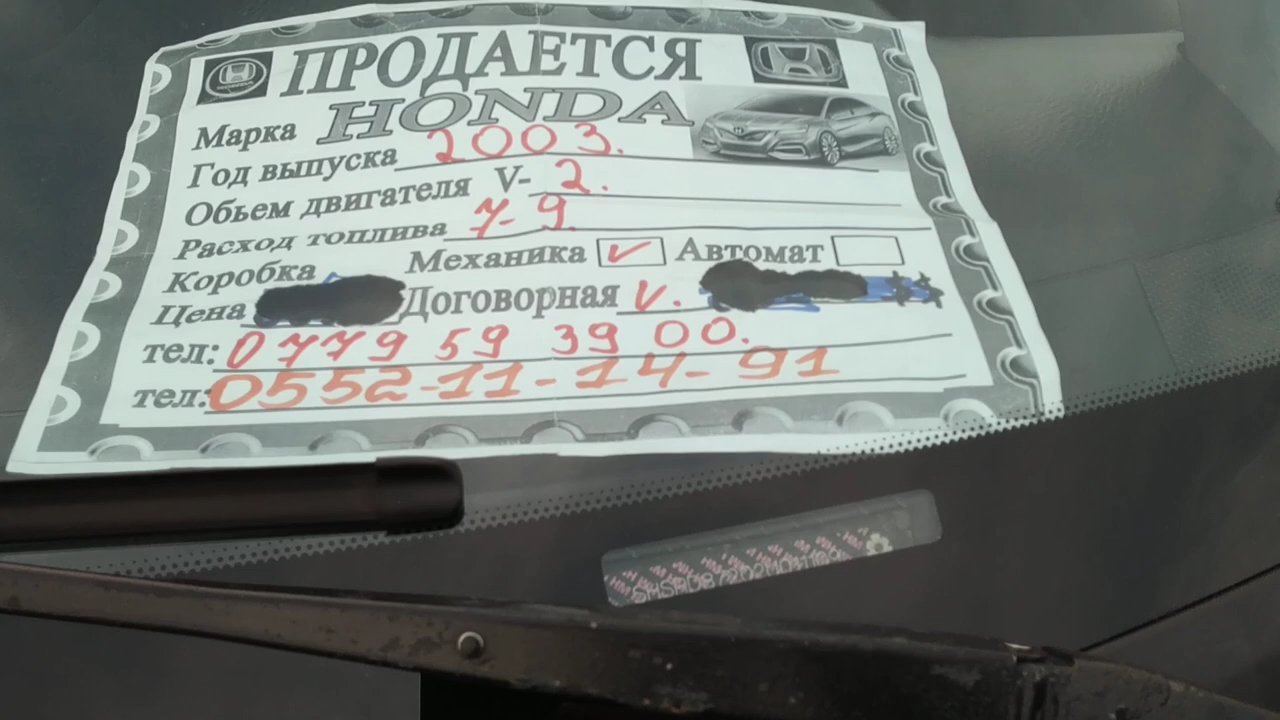 ПРОДАЕТСЯ
Марка HONDA
Год выпуска 2003.
Обьем двигателя V- 2.
Расход топлива 7-9.
Коробка Механика V Автомат
Цена Договорная V.
тел: 0779 59 39 00.
тел: 0552-11-14-91